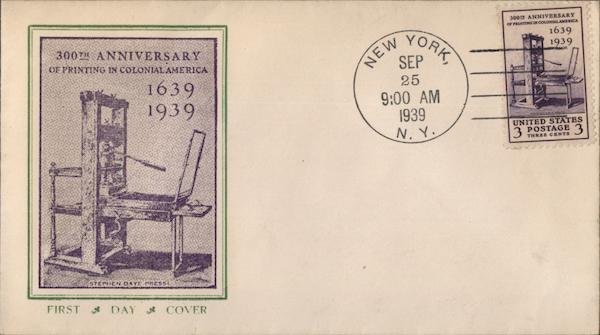 300TH ANNIVERSARY
OF PRINTING IN COLONIAL AMERICA
1639
1939
STEPHEN DAYE PRESS
FIRST DAY COVER
NEW YORK,
SEP
25
9:00 AM
1939
N. Y.
300TH ANNIVERSARY
OF PRINTING IN COLONIAL AMERICA
1639
1939
UNITED STATES
3 POSTAGE 3
THREE CENTS